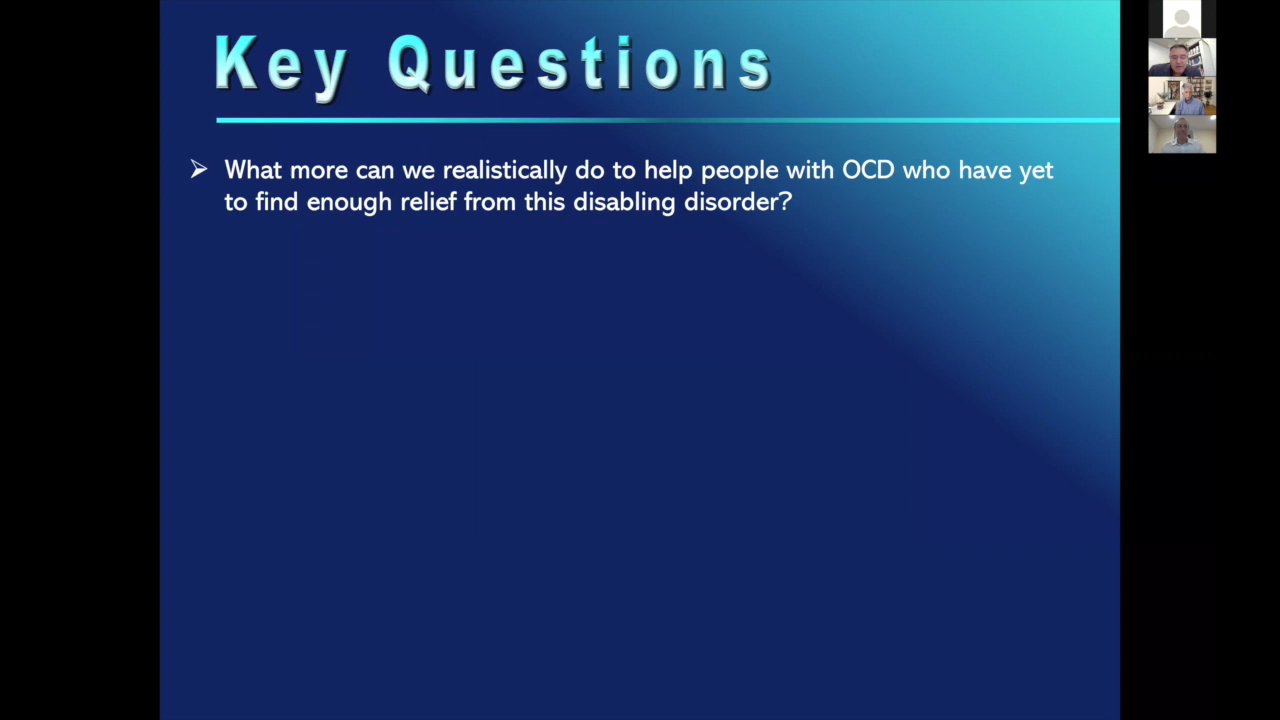 Key Questions
➢ What more can we realistically do to help people with OCD who have yet
to find enough relief from this disabling disorder?